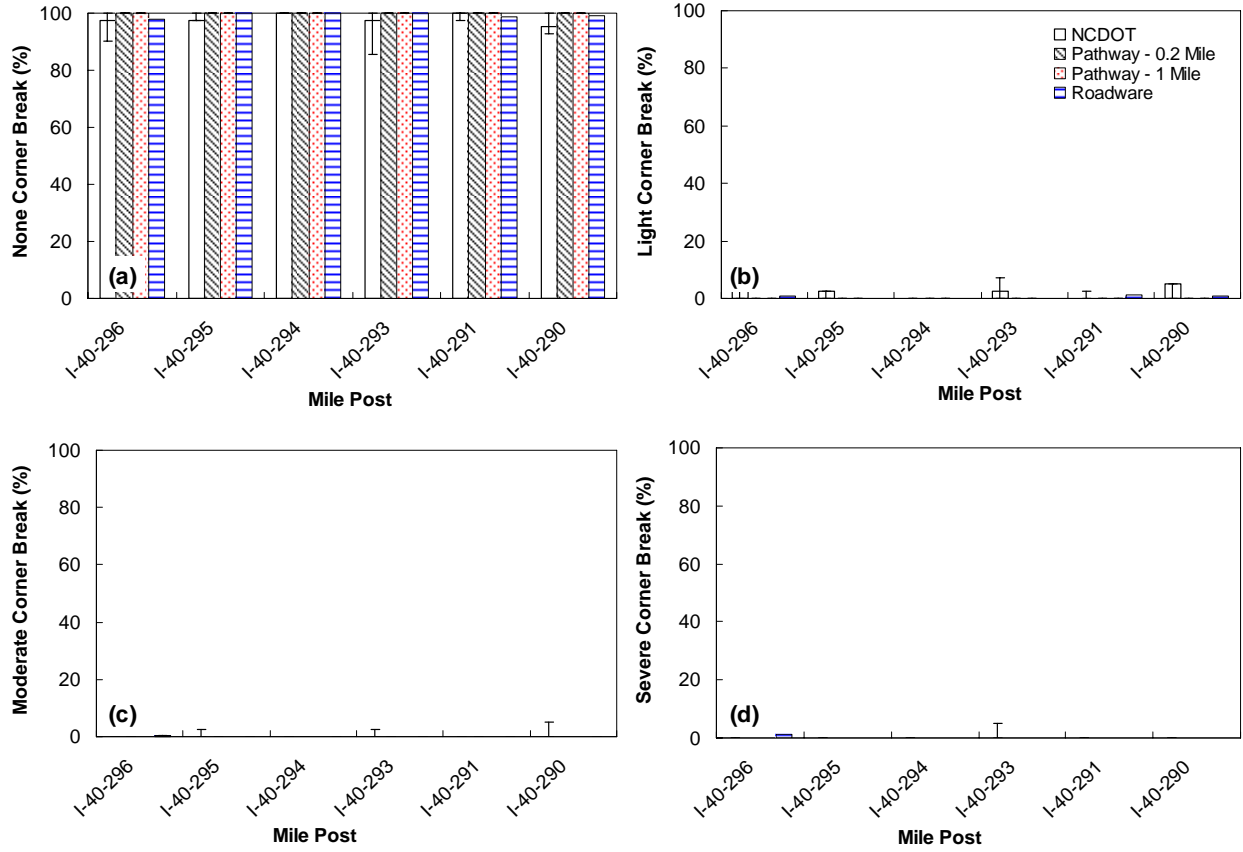 None Corner Break (%)
100
80
60
40
20
0
(a)
I-40-296
I-40-295
I-40-294
I-40-293
I-40-291
I-40-290
Mile Post
Light Corner Break (%)
100
80
60
40
20
0
NCDOT
Pathway - 0.2 Mile
Pathway - 1 Mile
Roadware
(b)
I-40-296
I-40-295
I-40-294
I-40-293
I-40-291
I-40-290
Mile Post
Moderate Corner Break (%)
100
80
60
40
20
0
(c)
I-40-296
I-40-295
I-40-294
I-40-293
I-40-291
I-40-290
Mile Post
Severe Corner Break (%)
100
80
60
40
20
0
(d)
I-40-296
I-40-295
I-40-294
I-40-293
I-40-291
I-40-290
Mile Post